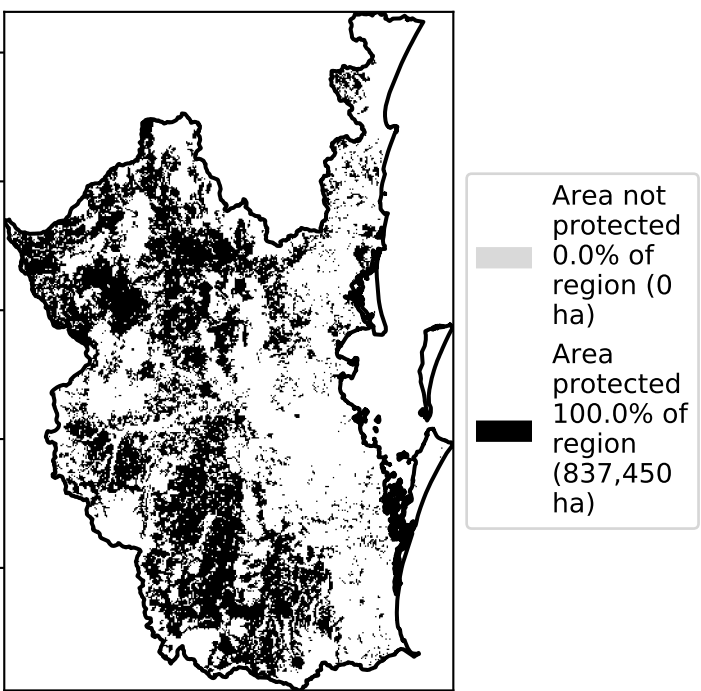 Area not
protected
0.0% of
region (0
ha)
Area
protected
100.0% of
region
(837,450
ha)